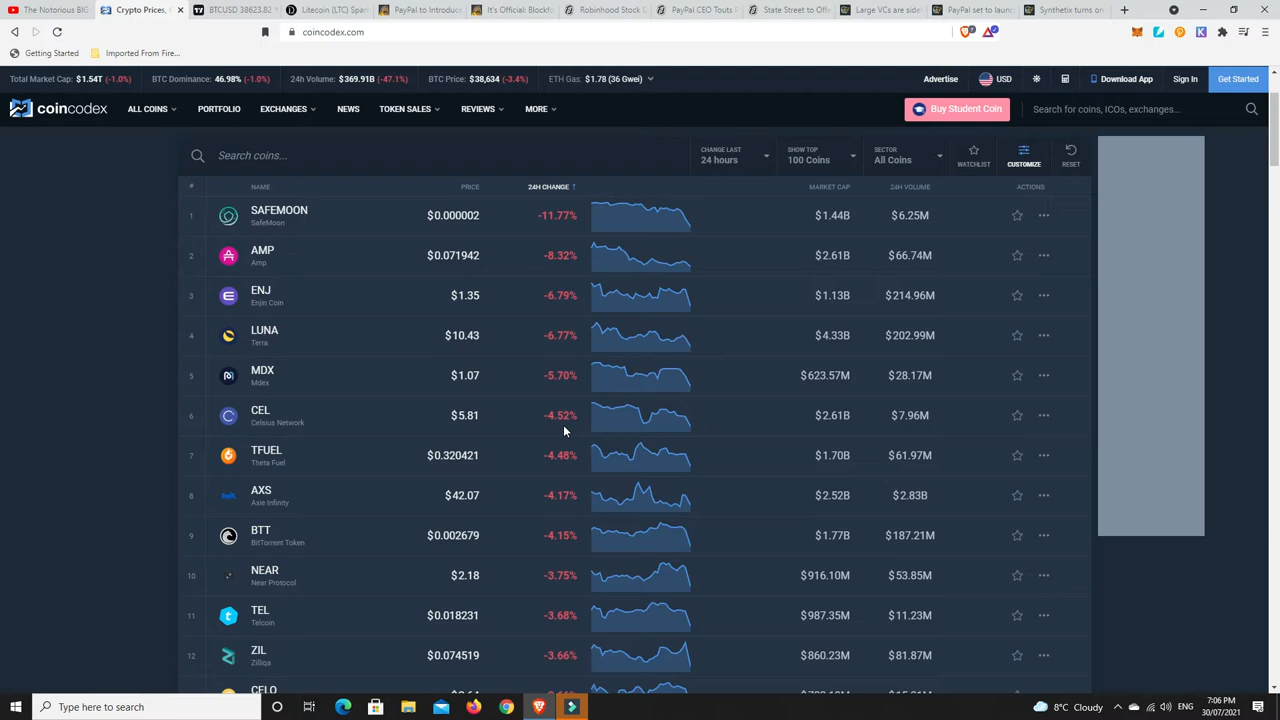 The Notorious BIG
Crypto Prices,
BTCUSD 38623.82
Litecoin (LTC) Span
PayPal to Introduce
It's Official: Blockfo
Robinhood Stock D
PayPal CEO Touts P
State Street to Offe
Large VCs are using
PayPal set to launc
Synthetic turns on
coincodex.com
Getting Started
Imported From Fire...
Total Market Cap: $1.54T (-1.0%)
BTC Dominance: 46.98% (-1.0%)
24h Volume: $369.91B (-47.1%)
BTC Price: $38,634 (-3.4%)
ETH Gas: $1.78 (36 Gwei)
Advertise
USD
Download App
Sign In
Get Started
coincodex
ALL COINS
PORTFOLIO
EXCHANGES
NEWS
TOKEN SALES
REVIEWS
MORE
Buy Student Coin
Search for coins, ICOs, exchanges...
Search coins...
CHANGE LAST
24 hours
SHOW TOP
100 Coins
SECTOR
All Coins
WATCHLIST
CUSTOMIZE
RESET
# NAME PRICE 24H CHANGE ↑ MARKET CAP 24H VOLUME ACTIONS
1 SAFEMOON $0.000002 -11.77% $1.44B $6.25M
SafeMoon
2 AMP $0.071942 -8.32% $2.61B $66.74M
Amp
3 ENJ $1.35 -6.79% $1.13B $214.96M
Enjin Coin
4 LUNA $10.43 -6.77% $4.33B $202.99M
Terra
5 MDX $1.07 -5.70% $623.57M $28.17M
Mdex
6 CEL $5.81 -4.52% $2.61B $7.96M
Celsius Network
7 TFUEL $0.320421 -4.48% $1.70B $61.97M
Theta Fuel
8 AXS $42.07 -4.17% $2.52B $2.83B
Axie Infinity
9 BTT $0.002679 -4.15% $1.77B $187.21M
BitTorrent Token
10 NEAR $2.18 -3.75% $916.10M $53.85M
Near Protocol
11 TEL $0.018231 -3.68% $987.35M $11.23M
Telcoin
12 ZIL $0.074519 -3.66% $860.23M $81.87M
Zilliqa
CELO
Type here to search
8°C Cloudy
ENG
7:06 PM
30/07/2021